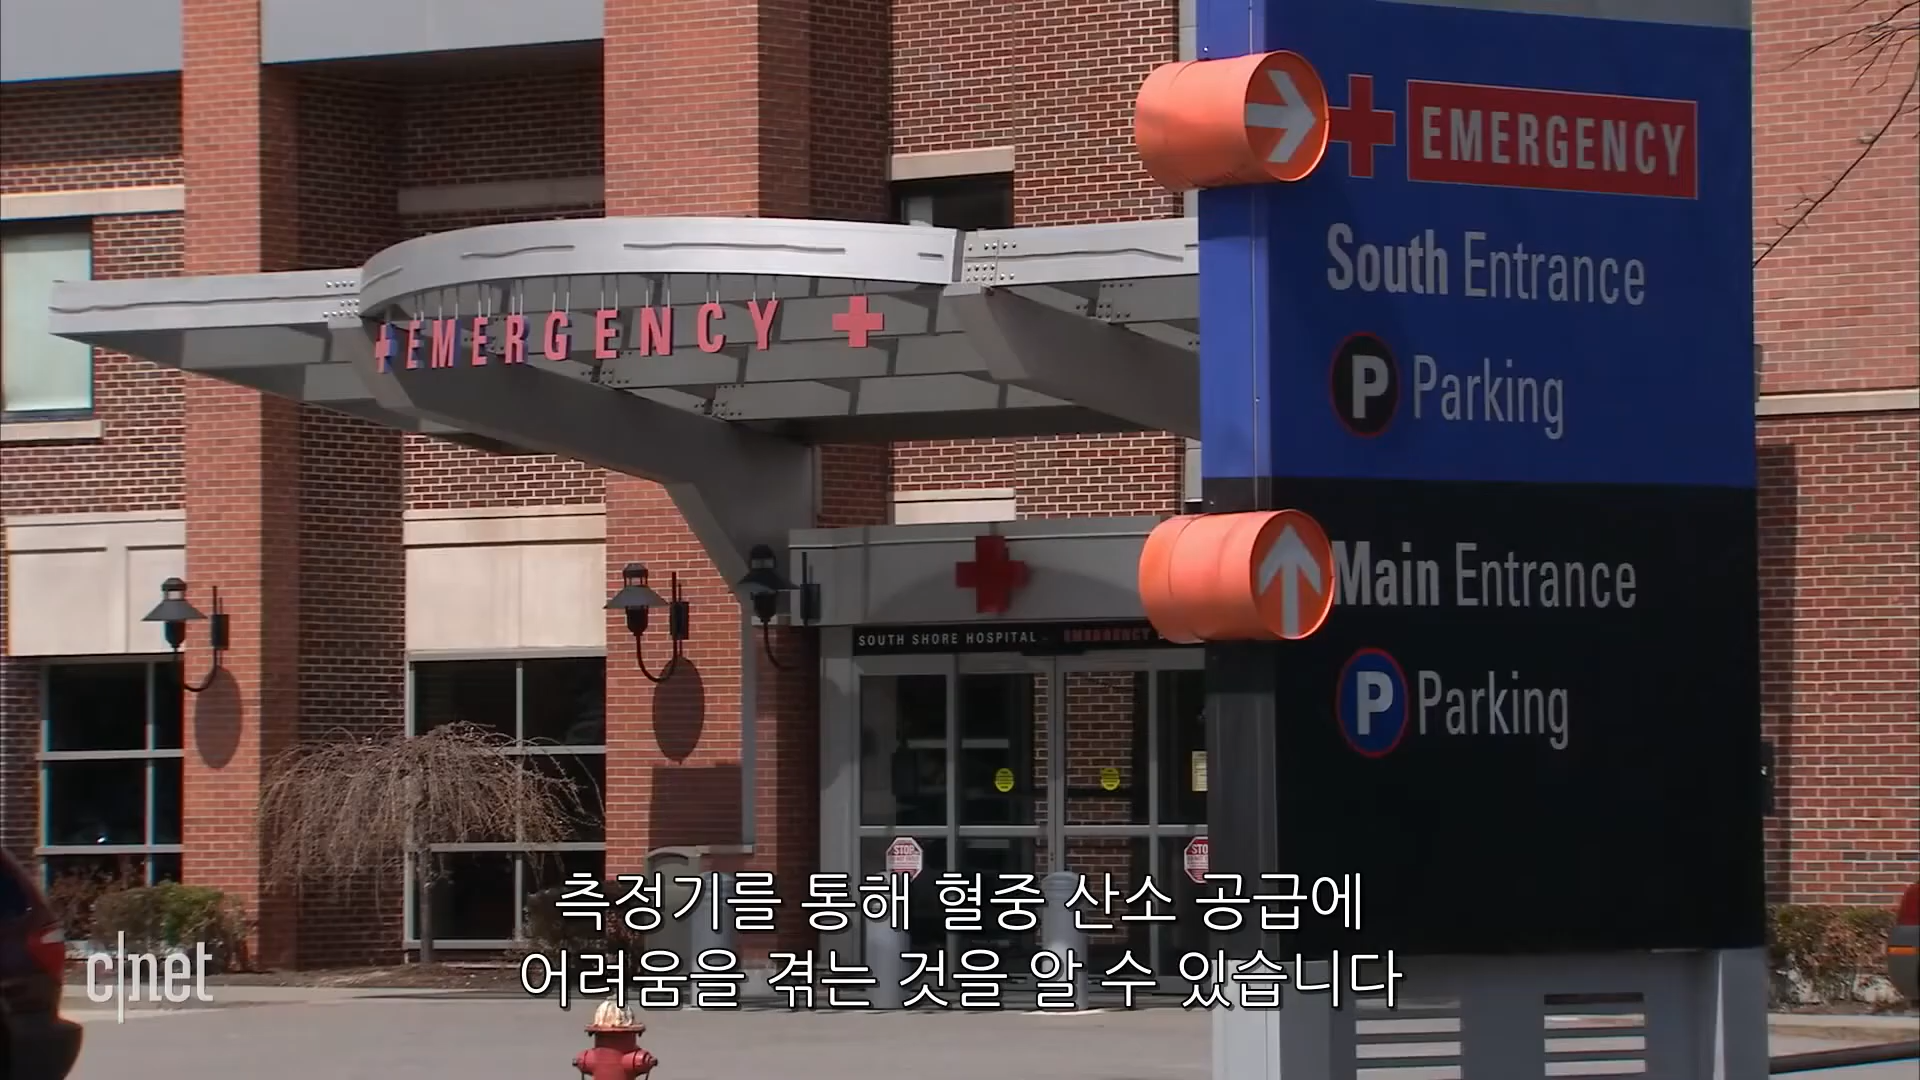 EMERGENCY
South Entrance
P Parking
EMERGENCY
Main Entrance
P Parking
SOUTH SHORE HOSPITAL - EMERGENCY
STOP
측정기를 통해 혈중 산소 공급에
어려움을 겪는 것을 알 수 있습니다
c|net